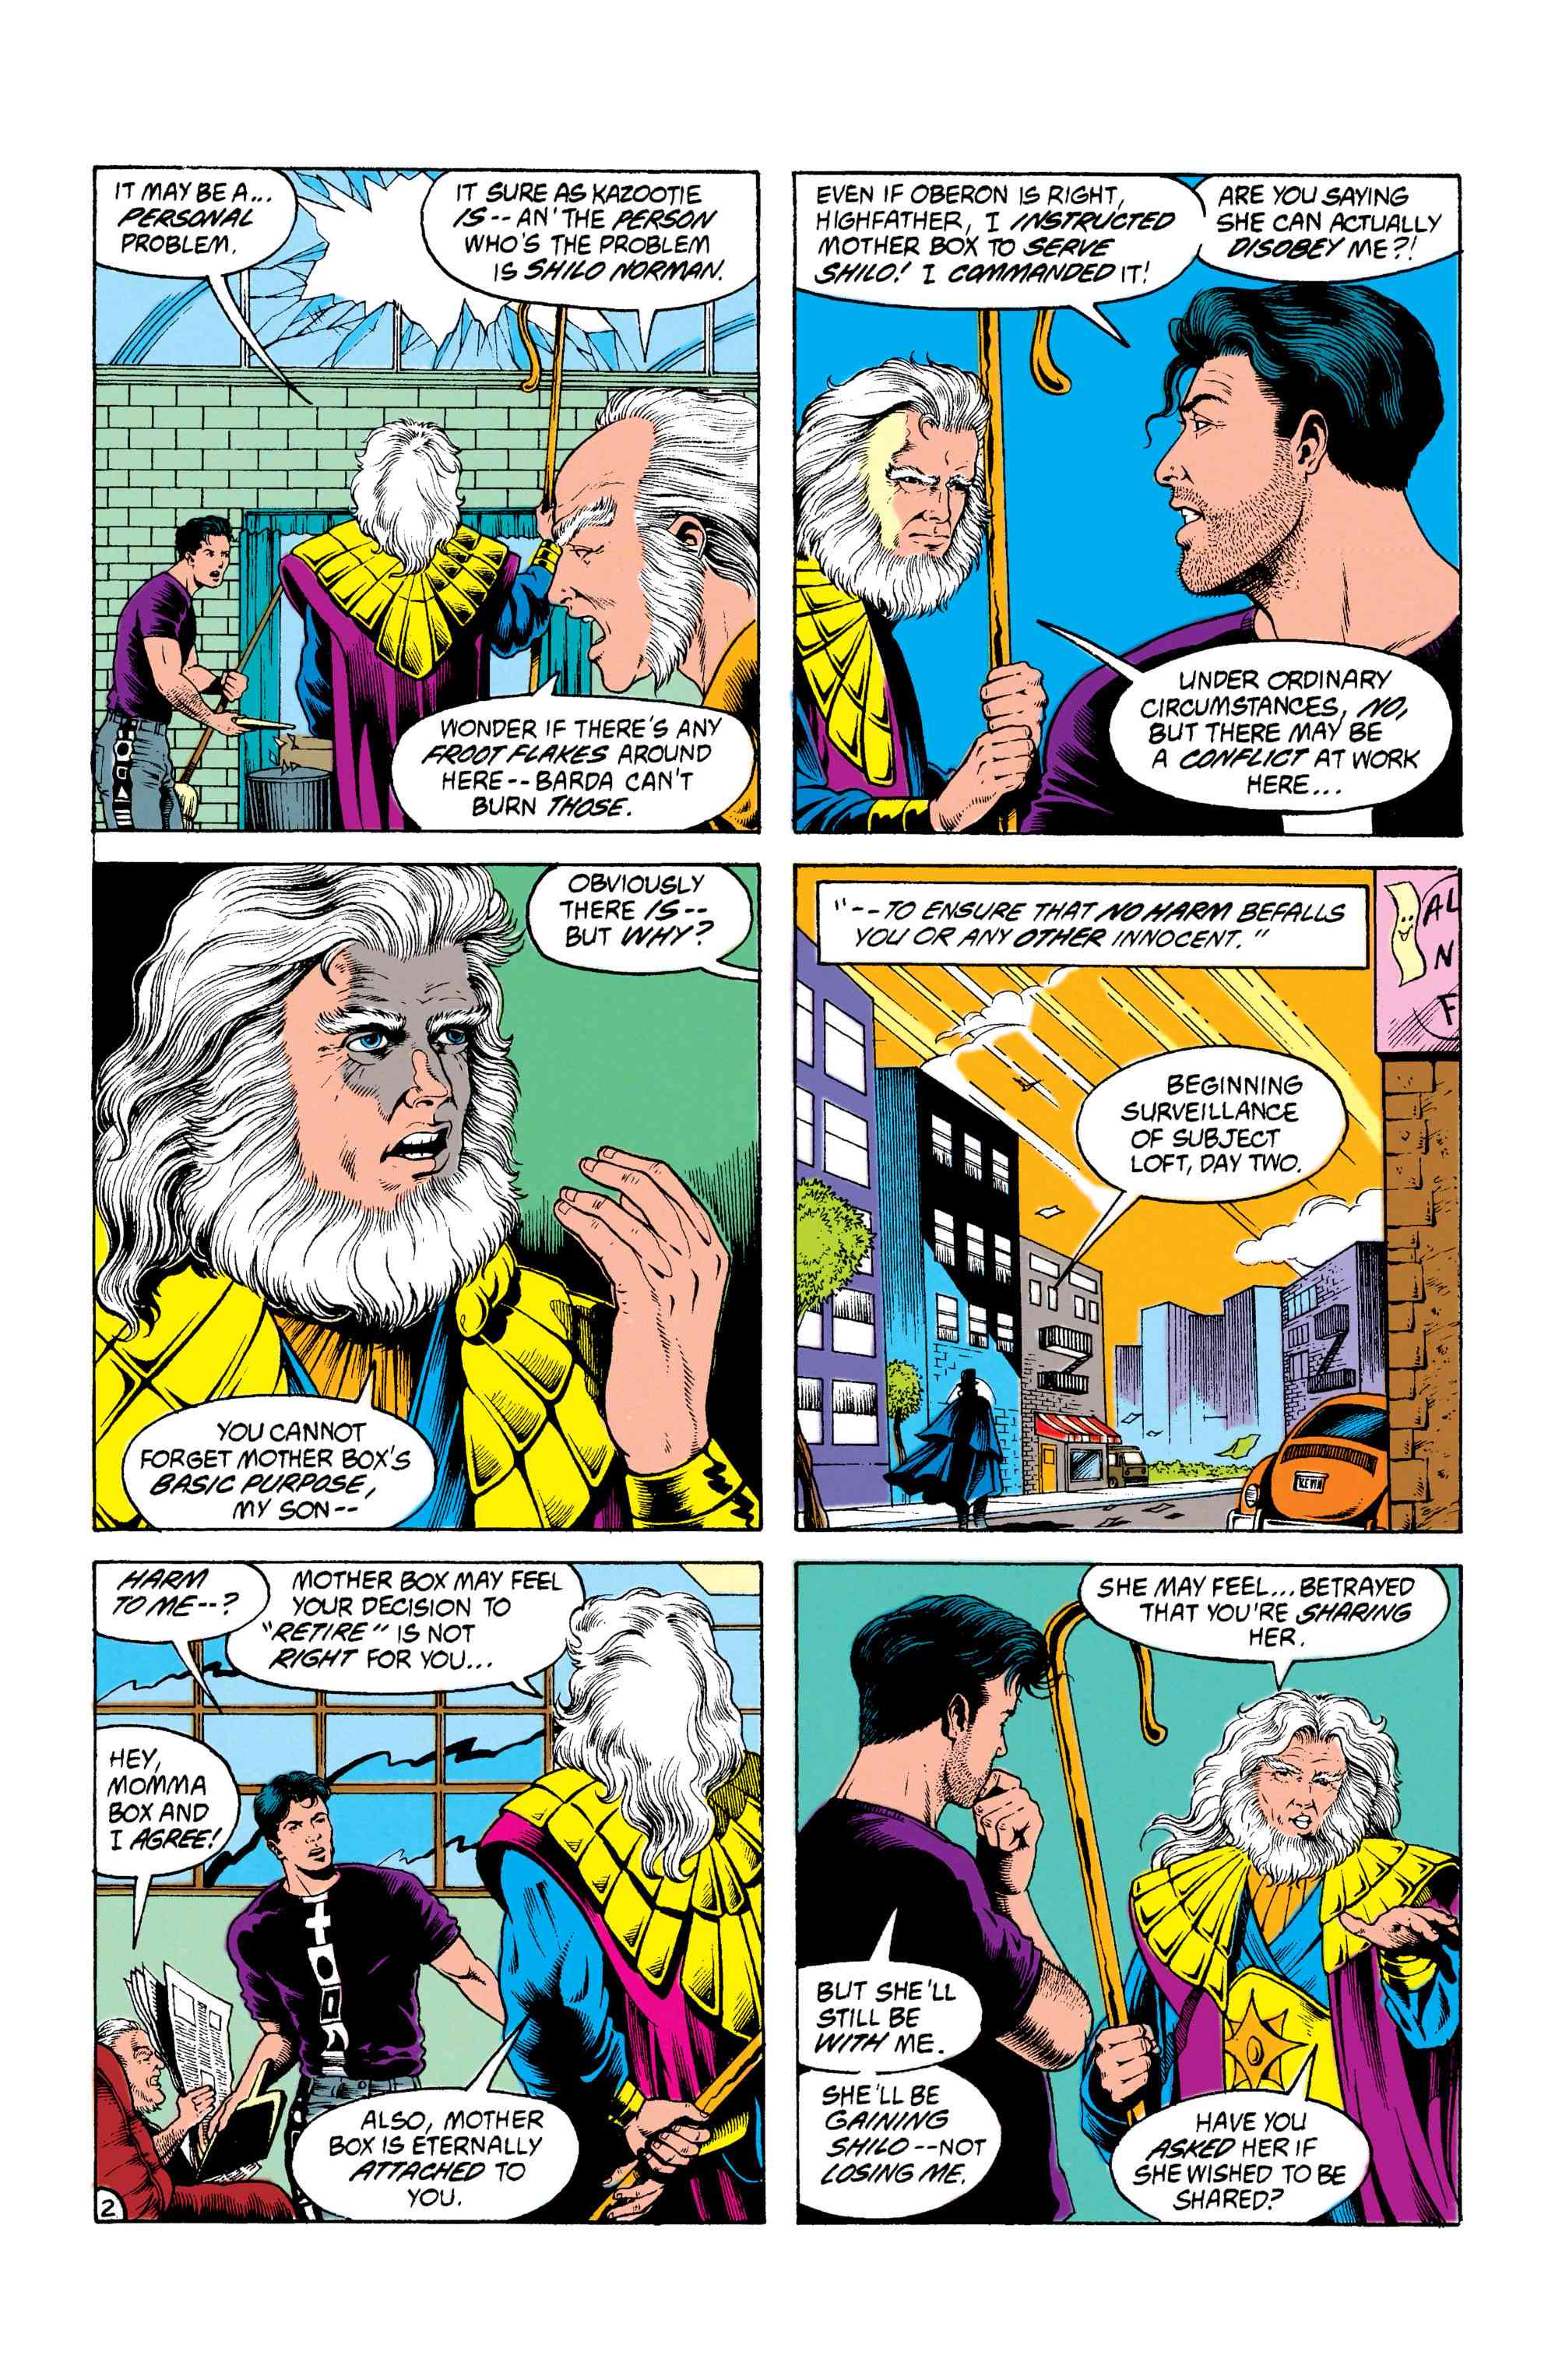 IT MAY BE A...
PERSONAL
PROBLEM.
IT SURE AS KAZOOTIE
IS-- AN' THE PERSON
WHO'S THE PROBLEM
IS SHILO NORMAN.
WONDER IF THERE'S ANY
FROOT FLAKES AROUND
HERE-- BARDA CAN'T
BURN THOSE.
EVEN IF OBERON IS RIGHT,
HIGHFATHER, I INSTRUCTED
MOTHER BOX TO SERVE
SHILO! I COMMANDED IT!
ARE YOU SAYING
SHE CAN ACTUALLY
DISOBEY ME?!
UNDER ORDINARY
CIRCUMSTANCES, NO,
BUT THERE MAY BE
A CONFLICT AT WORK
HERE...
OBVIOUSLY
THERE IS--
BUT WHY?
YOU CANNOT
FORGET MOTHER BOX'S
BASIC PURPOSE,
MY SON--
"--TO ENSURE THAT NO HARM BEFALLS
YOU OR ANY OTHER INNOCENT."
AL
N
F
BEGINNING
SURVEILLANCE
OF SUBJECT
LOFT, DAY TWO.
KEVIN
HARM
TO ME--?
MOTHER BOX MAY FEEL
YOUR DECISION TO
"RETIRE" IS NOT
RIGHT FOR YOU...
HEY,
MOMMA
BOX AND
I AGREE!
ALSO, MOTHER
BOX IS ETERNALLY
ATTACHED TO
YOU.
2
SHE MAY FEEL...BETRAYED
THAT YOU'RE SHARING
HER.
BUT SHE'LL
STILL BE
WITH ME.
SHE'LL BE
GAINING
SHILO--NOT
LOSING ME.
HAVE YOU
ASKED HER IF
SHE WISHED TO BE
SHARED?